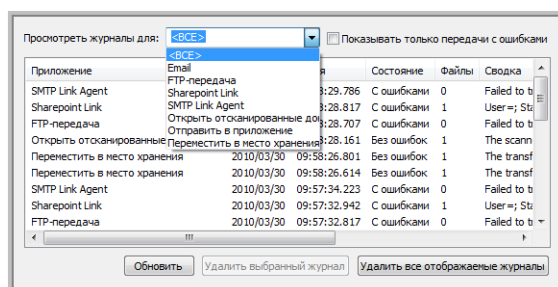 Просмотреть журналы для: <ВСЕ> Показывать только передачи с ошибками
<ВСЕ>
Email
FTP-передача
Sharepoint Link
SMTP Link Agent
Открыть отсканированные
Отправить в приложение
Переместить в место хранения
Приложение Состояние Файлы Сводка
SMTP Link Agent :29.786 С ошибками 0 Failed to
Sharepoint Link :28.817 С ошибками 1 User=;
FTP-передача :28.707 С ошибками 0 Failed to
Открыть отсканированные :28.161 Без ошибок 1 The scann
Переместить в место хранения 2010/03/30 09:58:26.801 Без ошибок 1 The transf
Переместить в место хранения 2010/03/30 09:58:26.614 Без ошибок 1 The transf
SMTP Link Agent 2010/03/30 09:57:34.223 С ошибками 0 Failed to
Sharepoint Link 2010/03/30 09:57:32.942 С ошибками 1 User=;
FTP-передача 2010/03/30 09:57:32.817 С ошибками 0 Failed to
Обновить Удалить выбранный журнал Удалить все отображаемые журналы